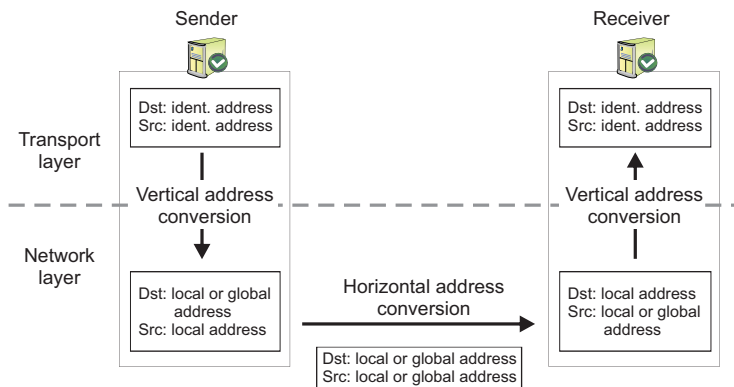 Sender
Receiver
Dst: ident. address
Src: ident. address
Dst: ident. address
Src: ident. address
Transport
layer
Vertical address
conversion
Vertical address
conversion
Network
layer
Dst: local or global
address
Src: local address
Horizontal address
conversion
Dst: local address
Src: local or global
address
Dst: local or global address
Src: local or global address